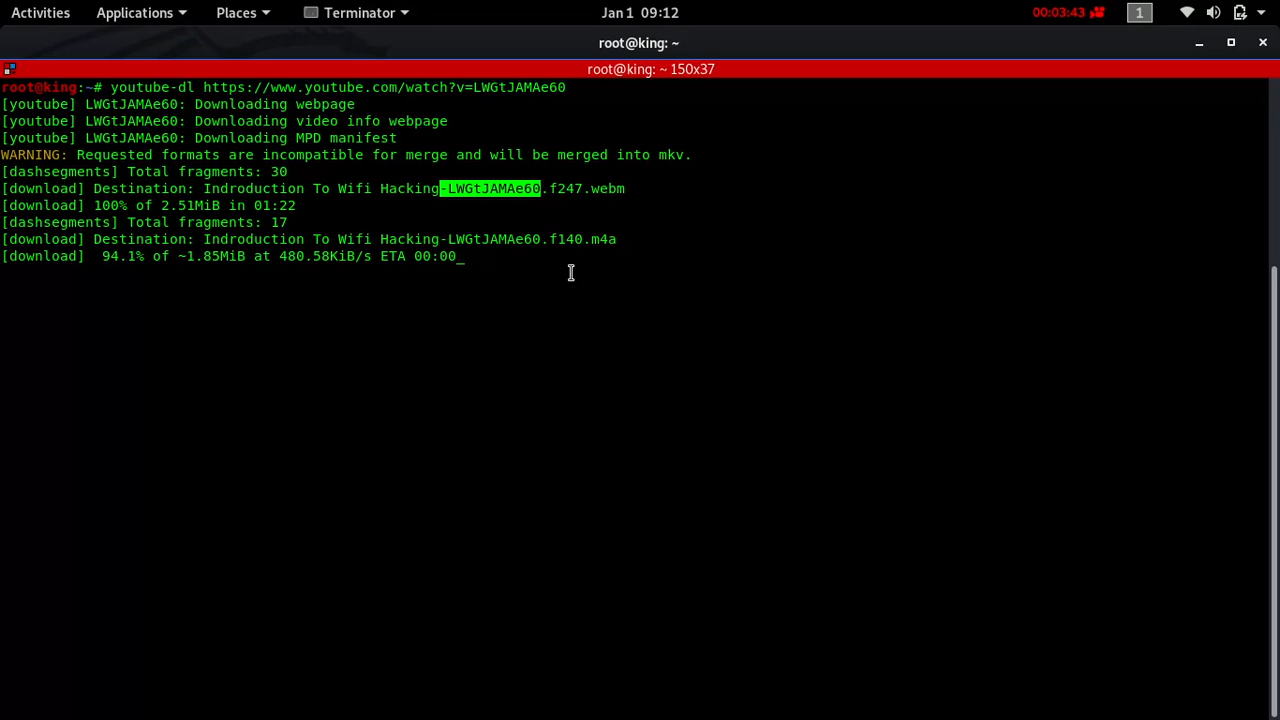 Activities Applications Places Terminator Jan 1 09:12 00:03:43 1
root@king: ~
root@king: ~ 150x37
root@king:~# youtube-dl https://www.youtube.com/watch?v=LWGtJAMAe60
[youtube] LWGtJAMAe60: Downloading webpage
[youtube] LWGtJAMAe60: Downloading video info webpage
[youtube] LWGtJAMAe60: Downloading MPD manifest
WARNING: Requested formats are incompatible for merge and will be merged into mkv.
[dashsegments] Total fragments: 30
[download] Destination: Indroduction To Wifi Hacking-LWGtJAMAe60.f247.webm
[download] 100% of 2.51MiB in 01:22
[dashsegments] Total fragments: 17
[download] Destination: Indroduction To Wifi Hacking-LWGtJAMAe60.f140.m4a
[download]  94.1% of ~1.85MiB at 480.58KiB/s ETA 00:00_